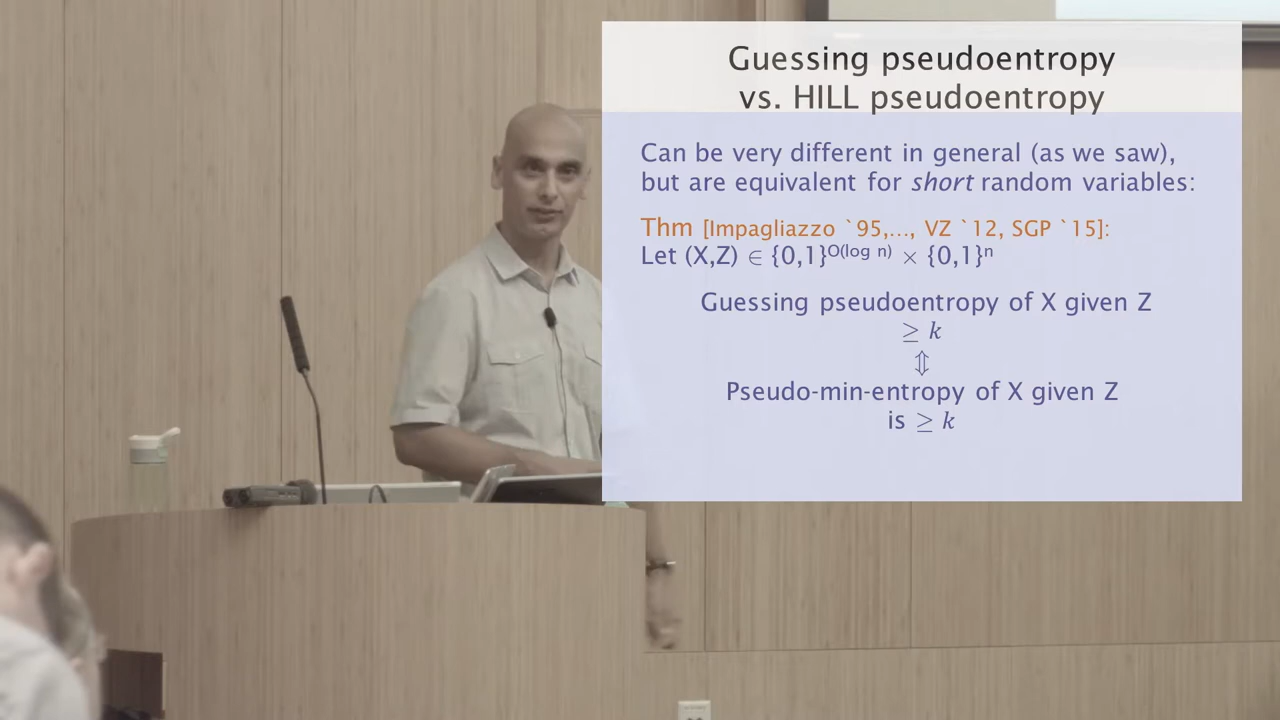 Guessing pseudoentropy
vs. HILL pseudoentropy
Can be very different in general (as we saw),
but are equivalent for short random variables:
Thm [Impagliazzo `95,..., VZ `12, SGP `15]:
Let (X,Z) ∈ {0,1}^O(log n) × {0,1}^n
Guessing pseudoentropy of X given Z
≥ k
⇕
Pseudo-min-entropy of X given Z
is ≥ k